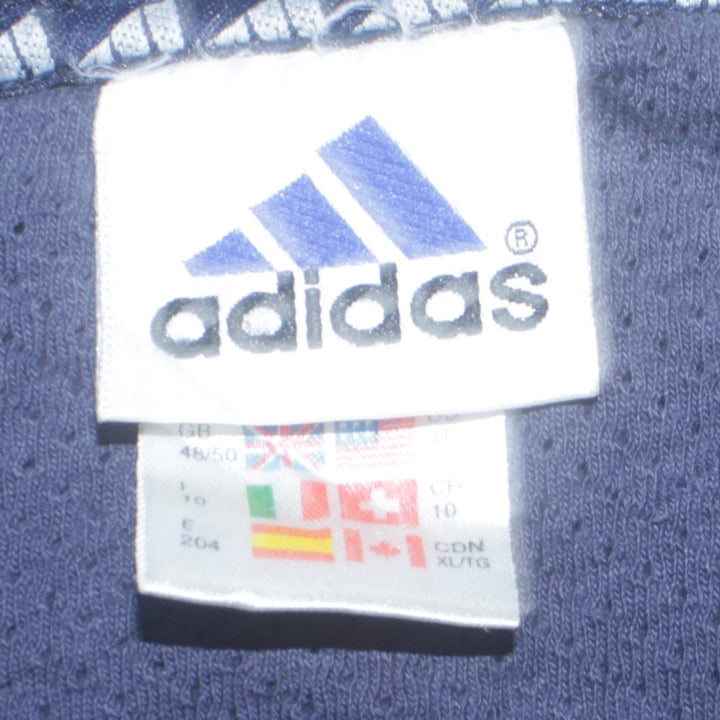 ®
adidas
GB
48/50
I
10
CH
10
E
204
CDN
XL/TG